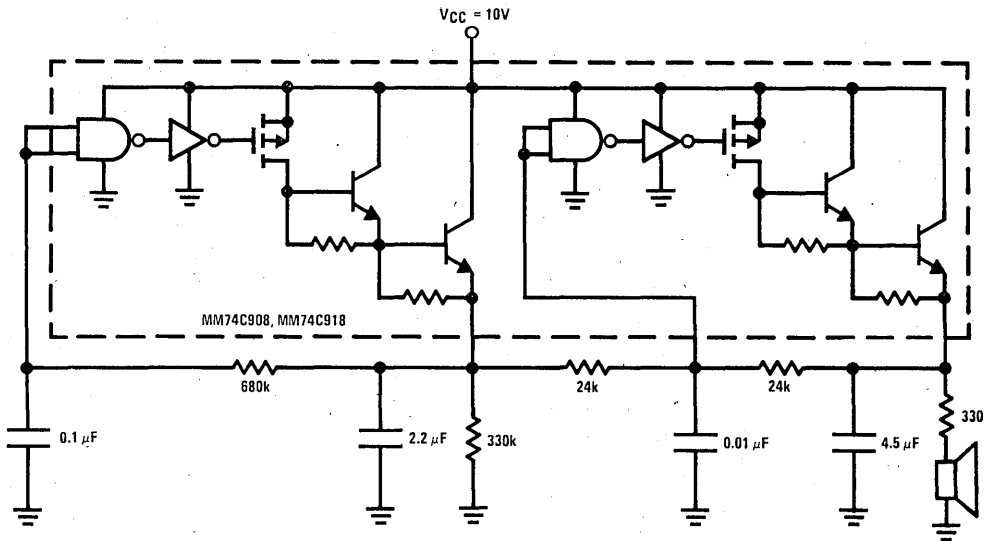 VCC = 10V
MM74C908, MM74C918
680k
24k
24k
0.1 µF
2.2 µF
330k
0.01 µF
4.5 µF
330